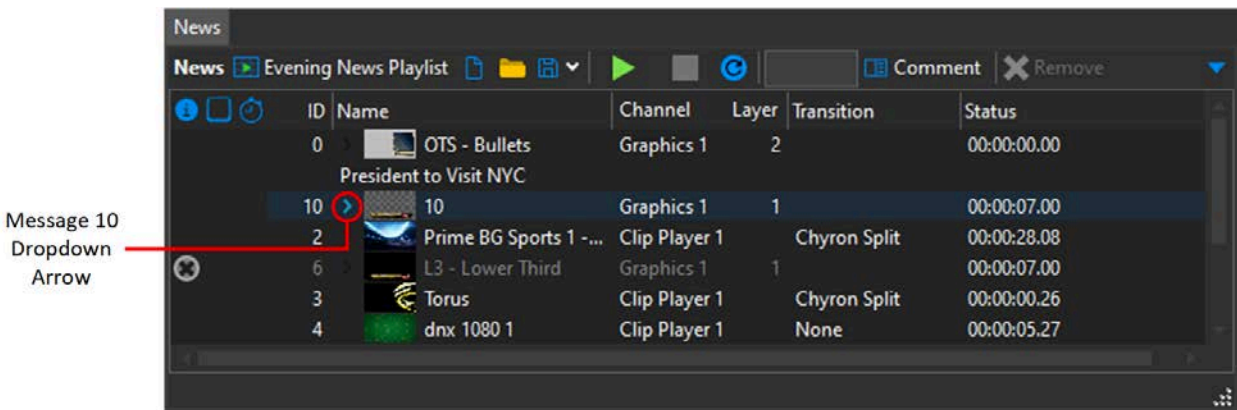 News
News Evening News Playlist Comment Remove
ID Name Channel Layer Transition Status
0 OTS - Bullets Graphics 1 2 00:00:00.00
President to Visit NYC
10 10 Graphics 1 1 00:00:07.00
2 Prime BG Sports 1 -... Clip Player 1 Chyron Split 00:00:28.08
6 L3 - Lower Third Graphics 1 1 00:00:07.00
3 Torus Clip Player 1 Chyron Split 00:00:00.26
4 dnx 1080 1 Clip Player 1 None 00:00:05.27
Message 10
Dropdown
Arrow